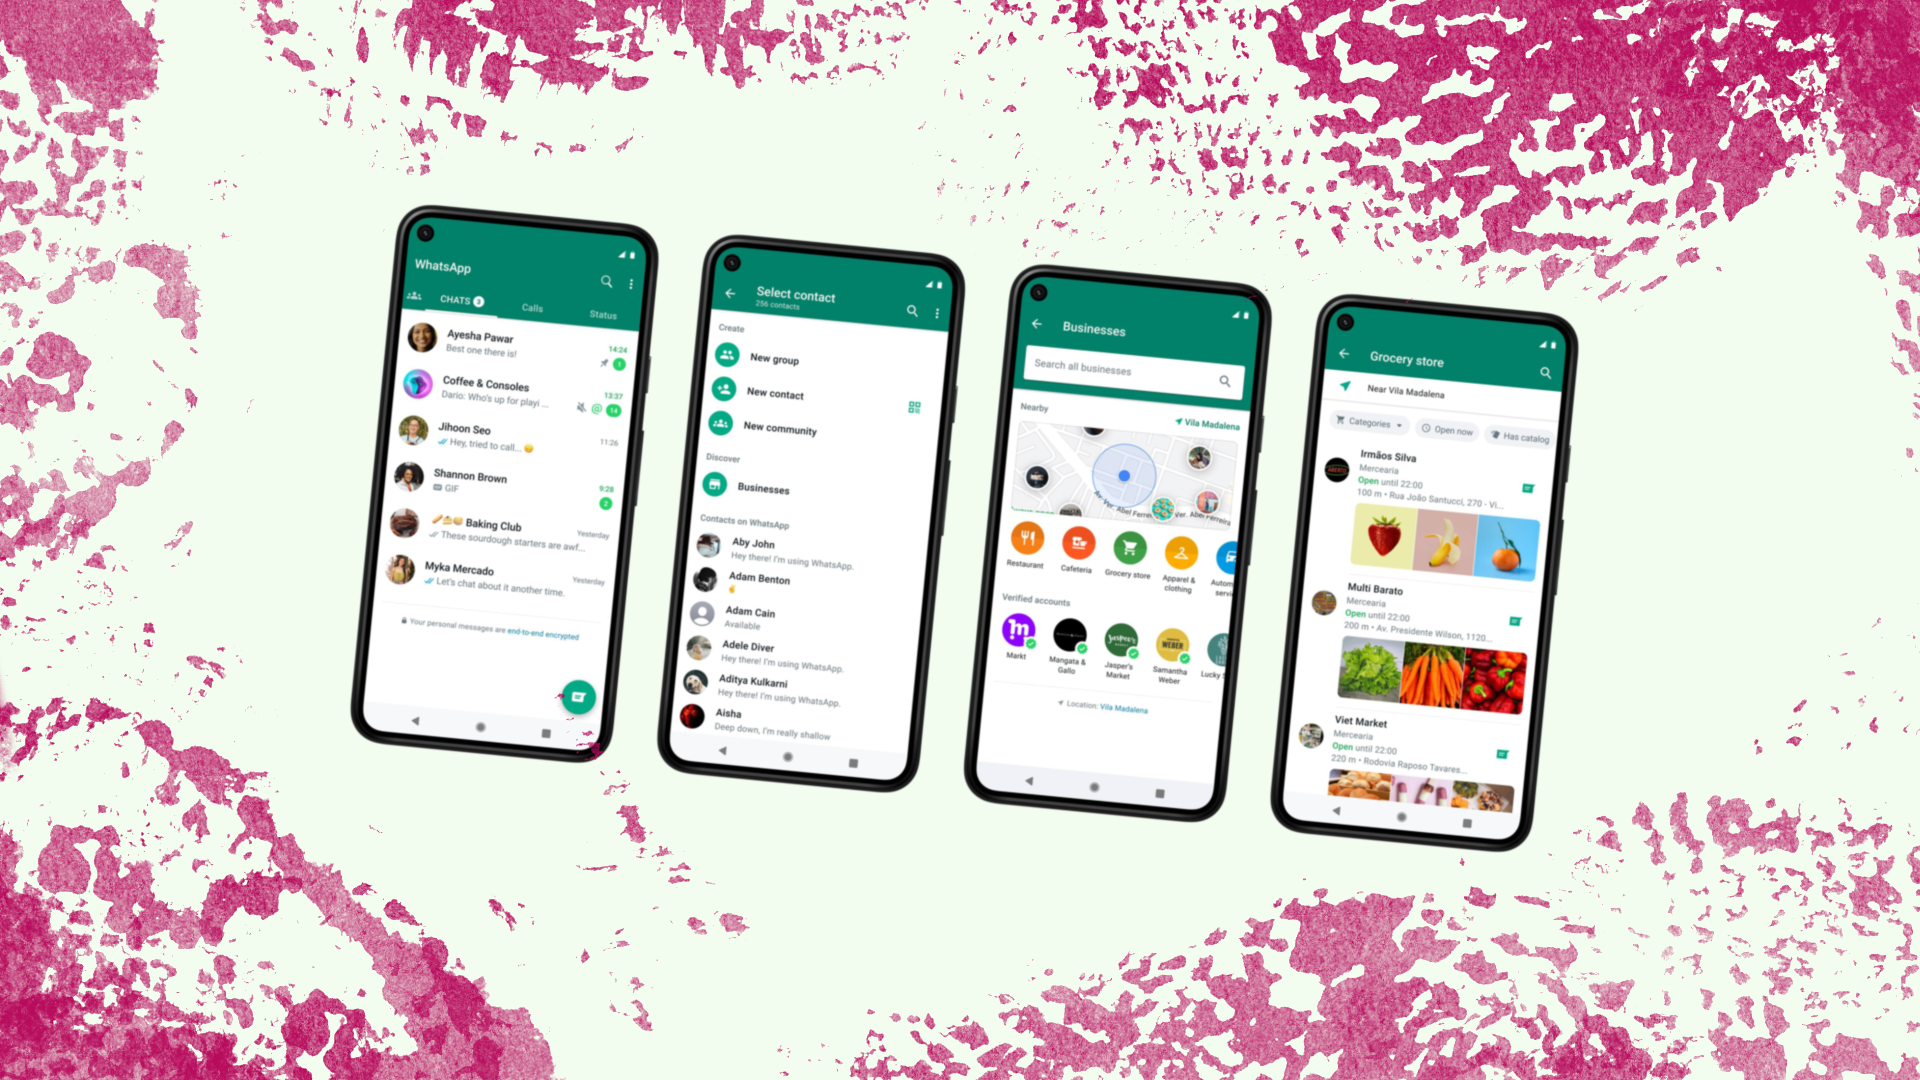 WhatsApp
CHATS 3
Calls
Status
Ayesha Pawar
14:24
Best one there is!
1
Coffee & Consoles
13:37
Dario: Who's up for playi ...
@ 14
Jihoon Seo
11:26
Hey, tried to call...
Shannon Brown
9:28
GIF
2
Baking Club
Yesterday
These sourdough starters are awf...
Myka Mercado
Yesterday
Let's chat about it another time.
Your personal messages are end-to-end encrypted
Select contact
256 contacts
Create
New group
New contact
New community
Discover
Businesses
Contacts on WhatsApp
Aby John
Hey there! I'm using WhatsApp.
Adam Benton
Adam Cain
Available
Adele Diver
Hey there! I'm using WhatsApp.
Aditya Kulkarni
Hey there! I'm using WhatsApp.
Aisha
Deep down, I'm really shallow
Businesses
Search all businesses
Nearby
Vila Madalena
Restaurant
Cafeteria
Grocery store
Apparel &
clothing
Autom
servi
Verified accounts
m
WEBER
Markt
Mangata &
Gallo
Jasper's
Market
Samantha
Weber
Lucky S
Location: Vila Madalena
Grocery store
Near Vila Madalena
Categories
Open now
Has catalog
Irmãos Silva
Mercearia
Open until 22:00
100 m • Rua João Santucci, 270 - Vi...
Multi Barato
Mercearia
Open until 22:00
200 m • Av. Presidente Wilson, 1120...
Viet Market
Mercearia
Open until 22:00
220 m • Rodovia Raposo Tavares...